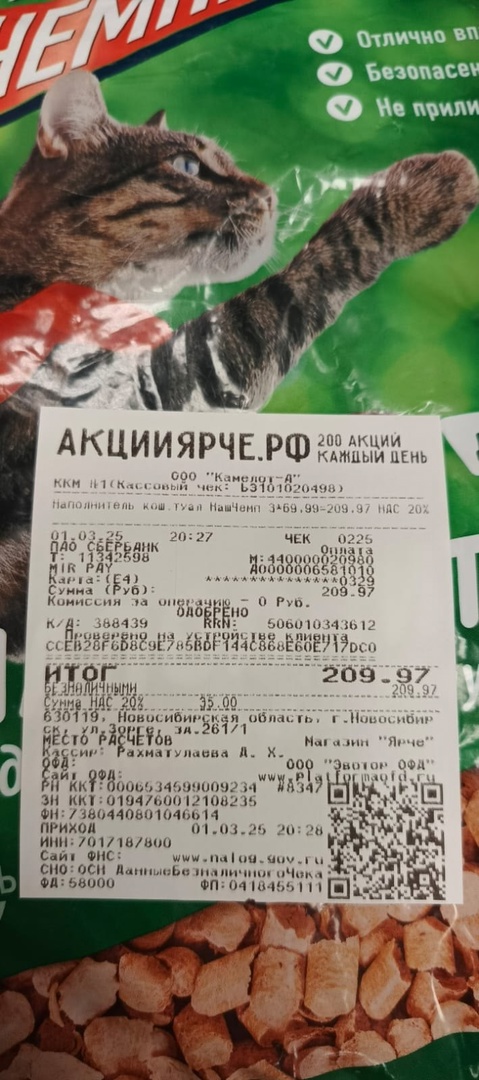 НЕМП
Отлично вп
Безопасен
Не прили
АКЦИИЯРЧЕ.РФ 200 АКЦИЙ КАЖДЫЙ ДЕНЬ
ООО "Камелот-А"
ККМ №1(Кассовый чек: Ь3101020498)
Наполнитель кош.туал НашЧемп 3*69.99=209.97 НДС 20%
01.03.25 20:27 ЧЕК 0225
ПАО СБЕРБАНК Оплата
Т: 11342598 М:440000020980
MIR PAY A0000006581010
Карта:(E4) ****************0329
Сумма (Руб): 209.97
Комиссия за операцию - 0 Руб.
ОДОБРЕНО
К/Д: 388439 RRN: 506010343612
Проверено на устройстве клиента
CCEB28F6D8C9E785BDF144C868E60E717DC0
ИТОГ 209.97
БЕЗНАЛИЧНЫМИ 209.97
Сумма НДС 20% 35.00
630119, Новосибирская область, г.Новосибир
ск, ул.Зорге, зд.261/1
МЕСТО РАСЧЕТОВ Магазин "Ярче"
Кассир: Рахматулаева Д. Х.
ОФД: ООО "Эвотор ОФД"
Сайт ОФД: www.platformaofd.ru
РН ККТ:0006534599009234 #8347
ЗН ККТ:0194760012108235
ФН:7380440801046614
ПРИХОД 01.03.25 20:28
ИНН:7017187800
Сайт ФНС: www.nalog.gov.ru
СНО:ОСН ДанныеБезналичногоЧека
ФД:58000 ФП:0418455111